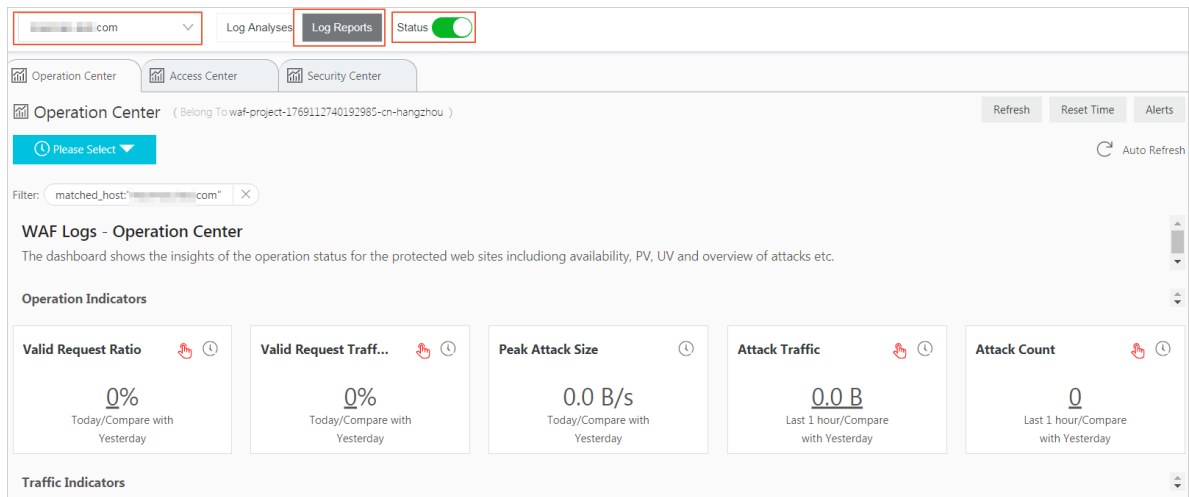 com Log Analyses Log Reports Status
Operation Center Access Center Security Center
Operation Center ( Belong To waf-project-1769112740192985-cn-hangzhou ) Refresh Reset Time Alerts
Please Select Auto Refresh
Filter: matched_host:" com"
WAF Logs - Operation Center
The dashboard shows the insights of the operation status for the protected web sites includiong availability, PV, UV and overview of attacks etc.
Operation Indicators
Valid Request Ratio Valid Request Traff... Peak Attack Size Attack Traffic Attack Count
0% 0% 0.0 B/s 0.0 B 0
Today/Compare with Today/Compare with Today/Compare with Last 1 hour/Compare Last 1 hour/Compare
Yesterday Yesterday Yesterday with Yesterday with Yesterday
Traffic Indicators